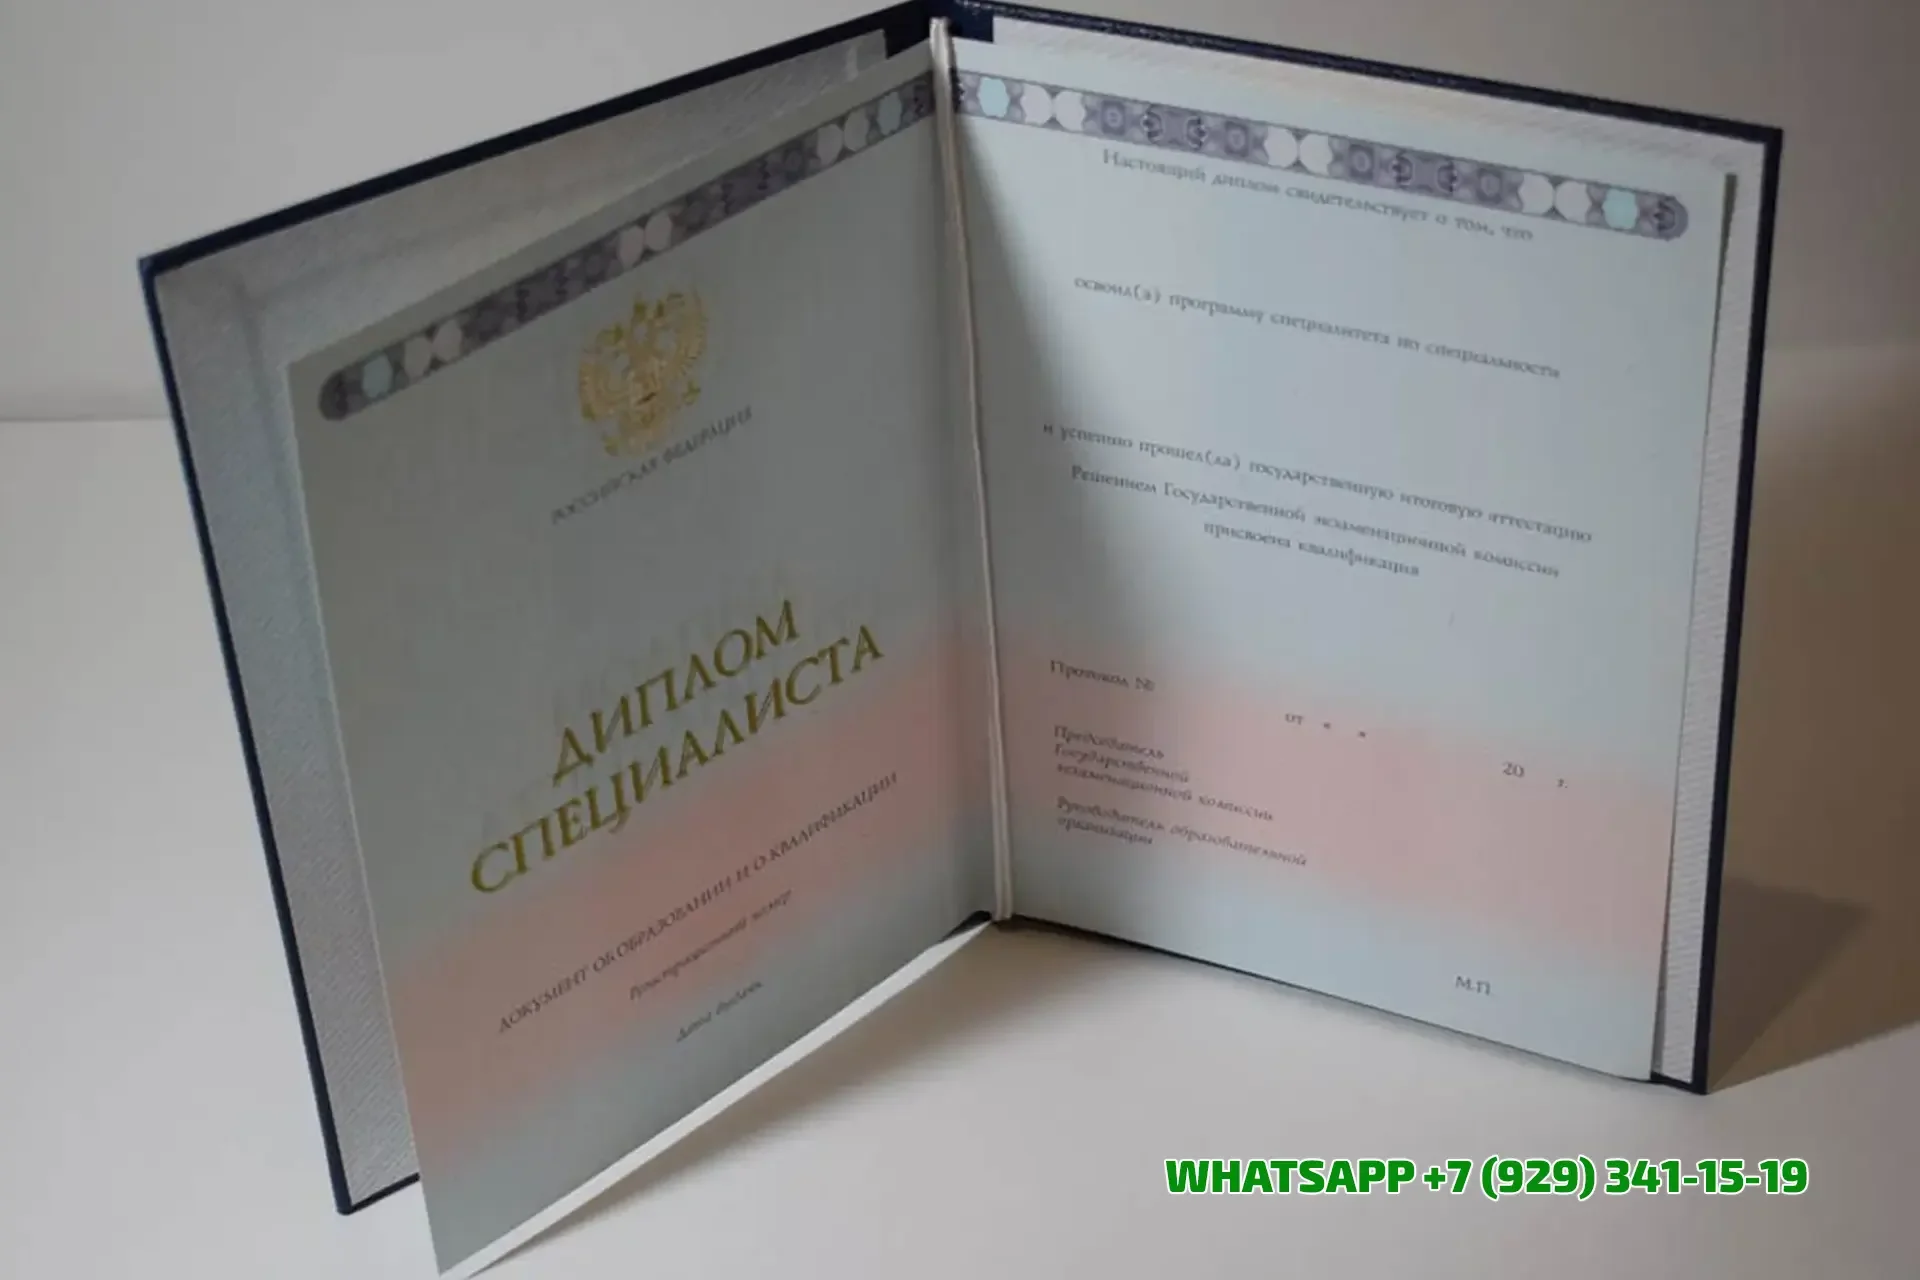 РОССИЙСКАЯ ФЕДЕРАЦИЯ
ДИПЛОМ
СПЕЦИАЛИСТА
ДОКУМЕНТ ОБ ОБРАЗОВАНИИ И О КВАЛИФИКАЦИИ
Регистрационный номер
Дата выдачи
Настоящий диплом свидетельствует о том, что
освоил(а) программу специалитета по специальности
и успешно прошел(ла) государственную итоговую аттестацию
Решением Государственной экзаменационной комиссии
присвоена квалификация
Протокол №
от « » 20 г.
Председатель
Государственной
экзаменационной комиссии
Руководитель образовательной
организации
М.П.
WHATSAPP +7 (929) 341-15-19